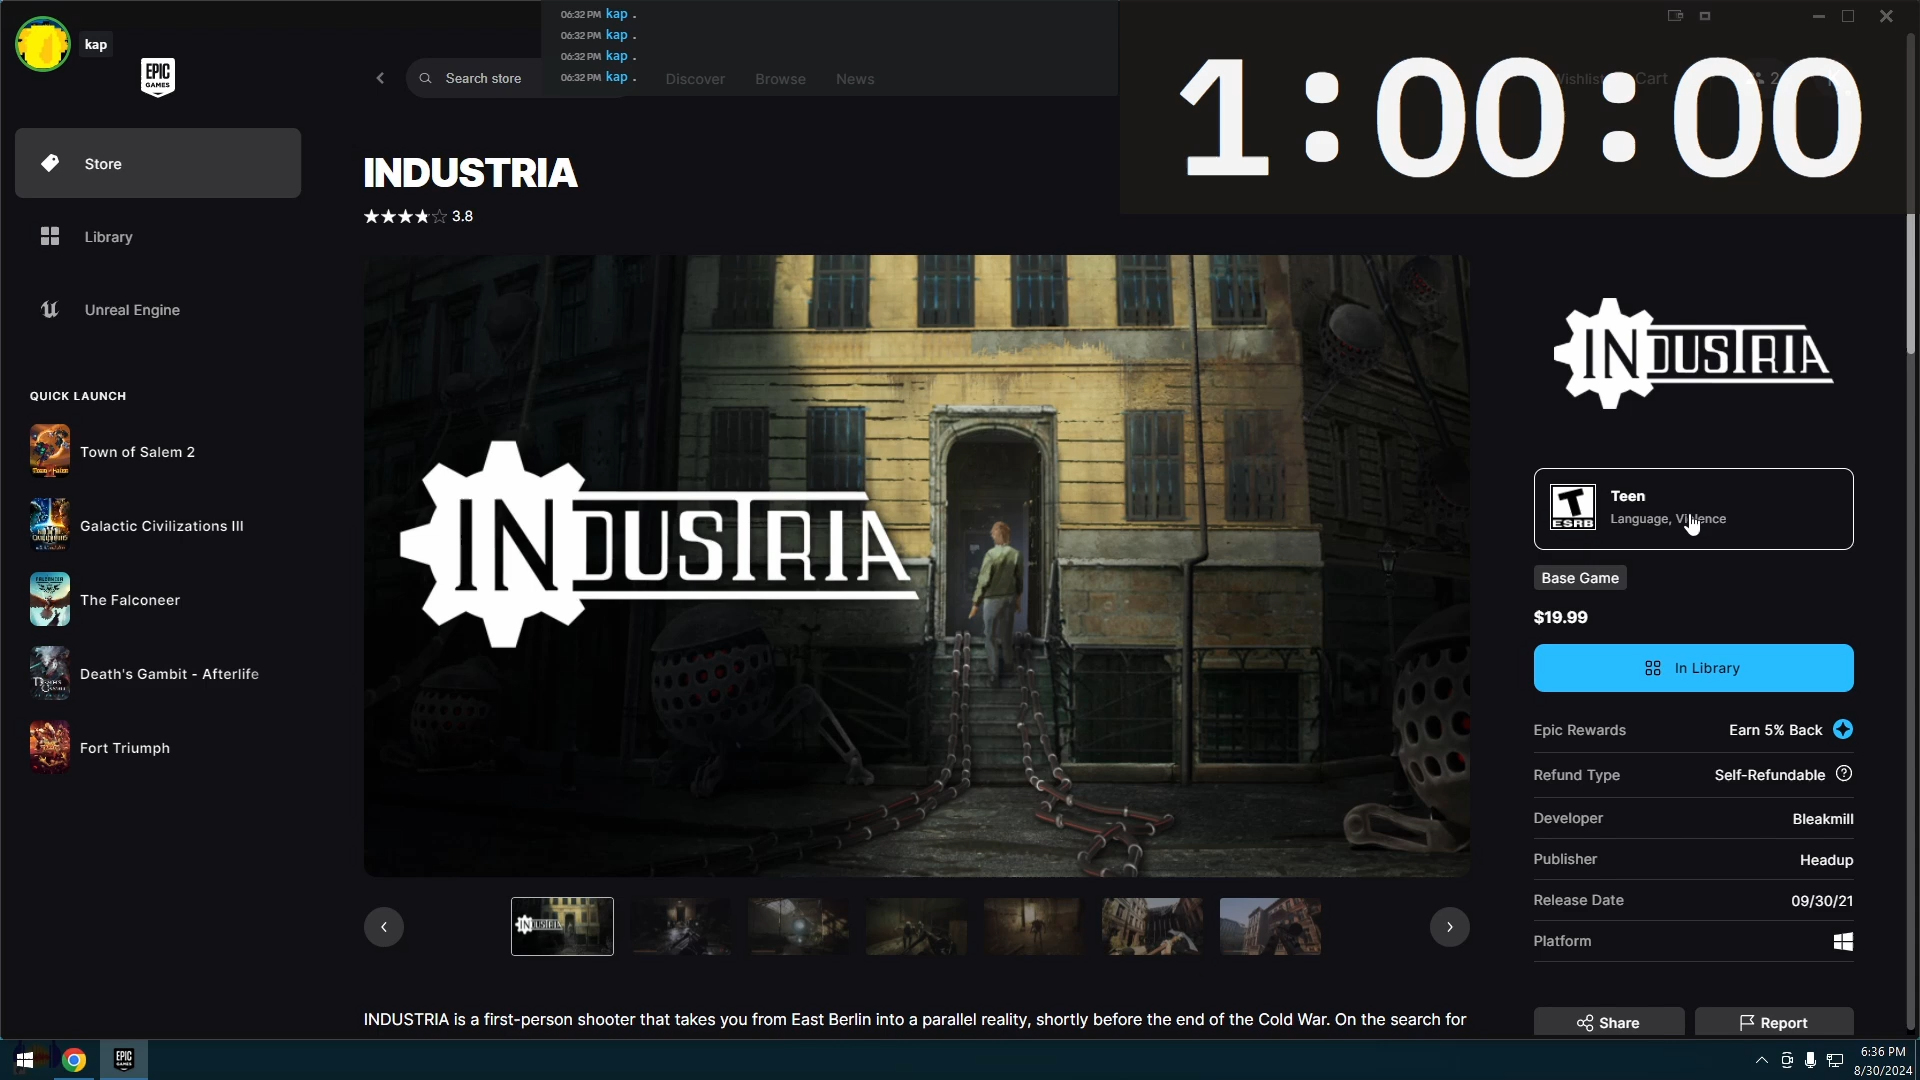 kap
EPIC
GAMES
06:32 PM kap .
06:32 PM kap .
06:32 PM kap .
06:32 PM kap .
Search store
Discover
Browse
News
Wishlist
Cart
2
1:00:00
Store
Library
Unreal Engine
QUICK LAUNCH
Town of Salem 2
Galactic Civilizations III
The Falconeer
Death's Gambit - Afterlife
Fort Triumph
INDUSTRIA
3.8
INDUSTRIA
INDUSTRIA
T
ESRB
Teen
Language, Violence
Base Game
$19.99
In Library
Epic Rewards
Earn 5% Back
Refund Type
Self-Refundable
Developer
Bleakmill
Publisher
Headup
Release Date
09/30/21
Platform
Share
Report
INDUSTRIA is a first-person shooter that takes you from East Berlin into a parallel reality, shortly before the end of the Cold War. On the search for
EPIC
GAMES
6:36 PM
8/30/2024